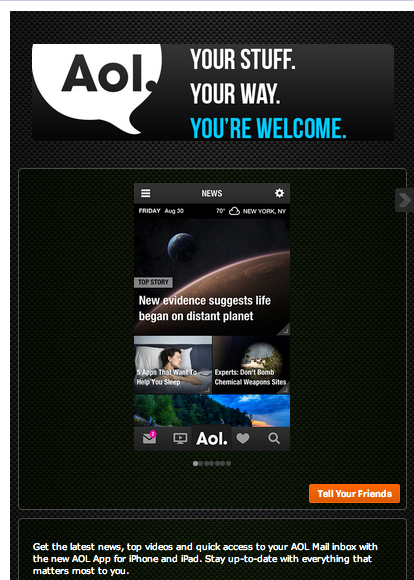 Aol.
YOUR STUFF.
YOUR WAY.
YOU'RE WELCOME.
NEWS
FRIDAY Aug 30 70° NEW YORK, NY
TOP STORY
New evidence suggests life
began on distant planet
5 Apps That Want To
Help You Sleep
Experts: Don't Bomb
Chemical Weapons Sites
2
Aol.
Tell Your Friends
Get the latest news, top videos and quick access to your AOL Mail inbox with
the new AOL App for iPhone and iPad. Stay up-to-date with everything that
matters most to you.